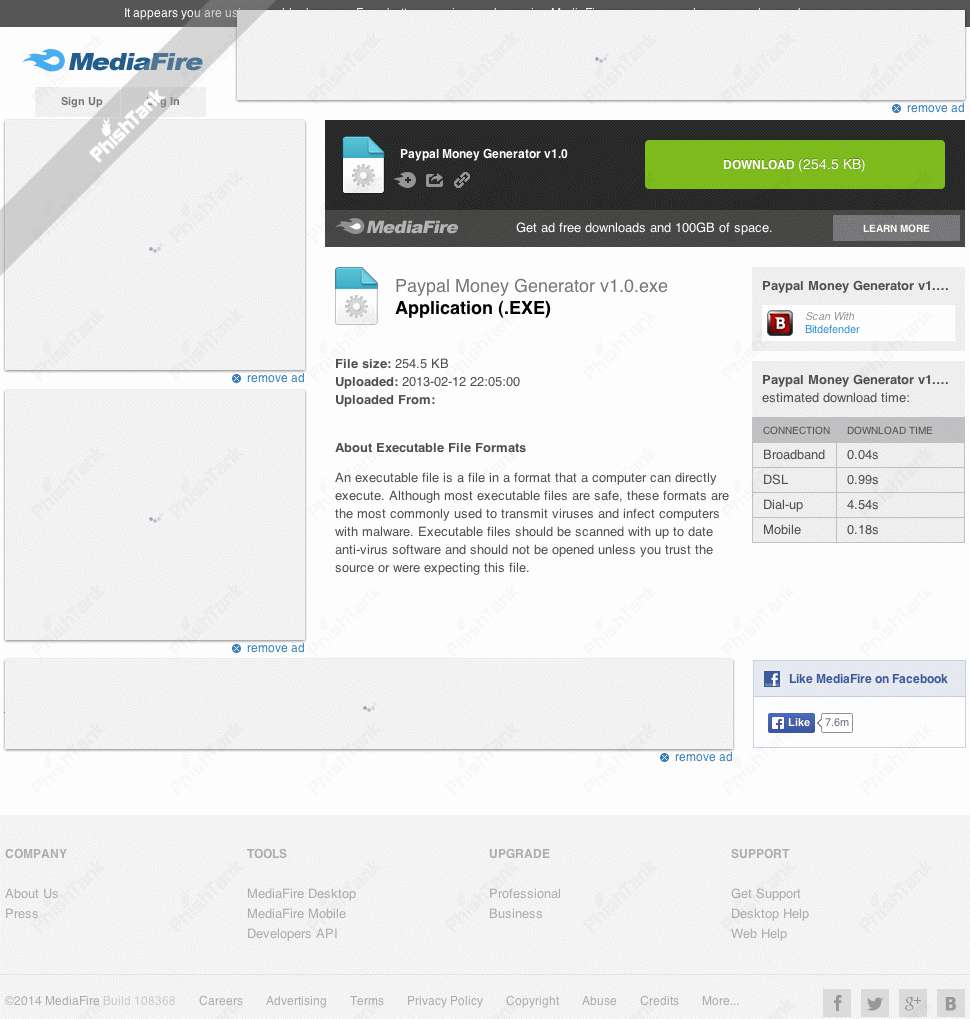 It appears you are
MediaFire
Sign Up
Log In
PhishTank
remove ad
Paypal Money Generator v1.0
DOWNLOAD (254.5 KB)
MediaFire
Get ad free downloads and 100GB of space.
LEARN MORE
Paypal Money Generator v1.0.exe
Application (.EXE)
File size: 254.5 KB
Uploaded: 2013-02-12 22:05:00
Uploaded From:
About Executable File Formats
An executable file is a file in a format that a computer can directly
execute. Although most executable files are safe, these formats are
the most commonly used to transmit viruses and infect computers
with malware. Executable files should be scanned with up to date
anti-virus software and should not be opened unless you trust the
source or were expecting this file.
Paypal Money Generator v1....
Scan With
Bitdefender
Paypal Money Generator v1....
estimated download time:
CONNECTION DOWNLOAD TIME
Broadband 0.04s
DSL 0.99s
Dial-up 4.54s
Mobile 0.18s
remove ad
remove ad
remove ad
Like MediaFire on Facebook
Like 7.6m
COMPANY
About Us
Press
TOOLS
MediaFire Desktop
MediaFire Mobile
Developers API
UPGRADE
Professional
Business
SUPPORT
Get Support
Desktop Help
Web Help
©2014 MediaFire Build 108368 Careers Advertising Terms Privacy Policy Copyright Abuse Credits More...